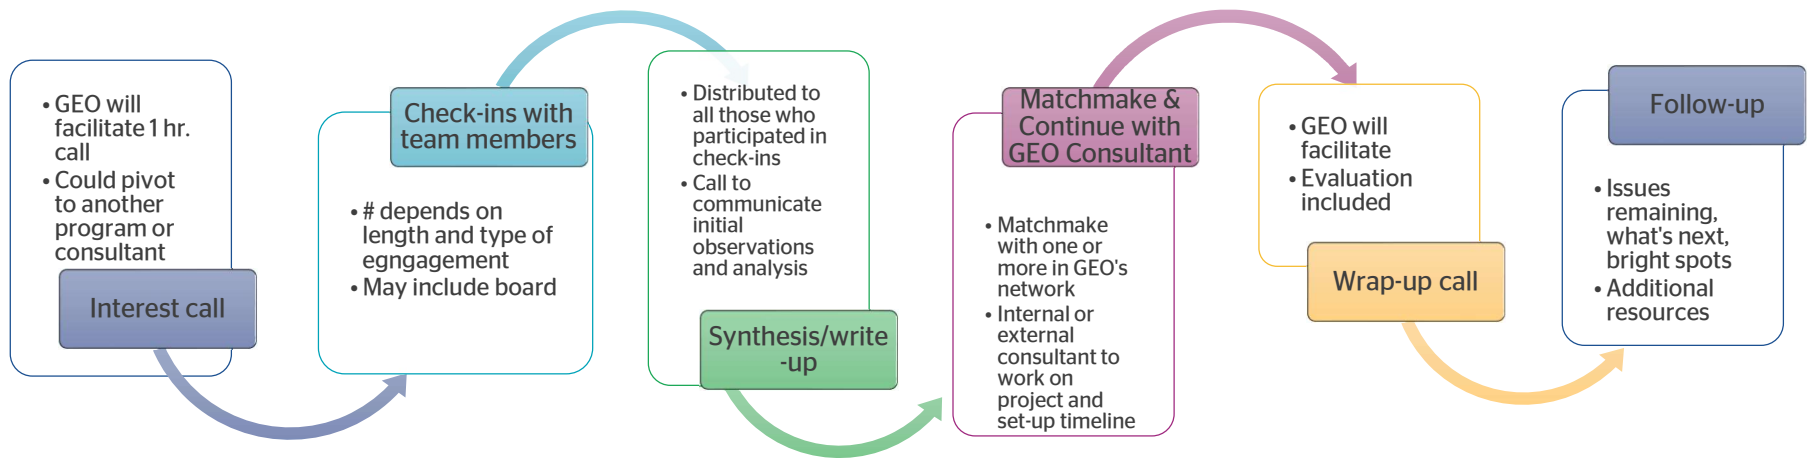 • GEO will
facilitate 1 hr.
call
• Could pivot
to another
program or
consultant
Interest call
Check-ins with
team members
• # depends on
length and type of
egngagement
• May include board
• Distributed to
all those who
participated in
check-ins
• Call to
communicate
initial
observations
and analysis
Synthesis/write
-up
Matchmake &
Continue with
GEO Consultant
• Matchmake
with one or
more in GEO's
network
• Internal or
external
consultant to
work on
project and
set-up timeline
• GEO will
facilitate
• Evaluation
included
Wrap-up call
Follow-up
• Issues
remaining,
what's next,
bright spots
• Additional
resources